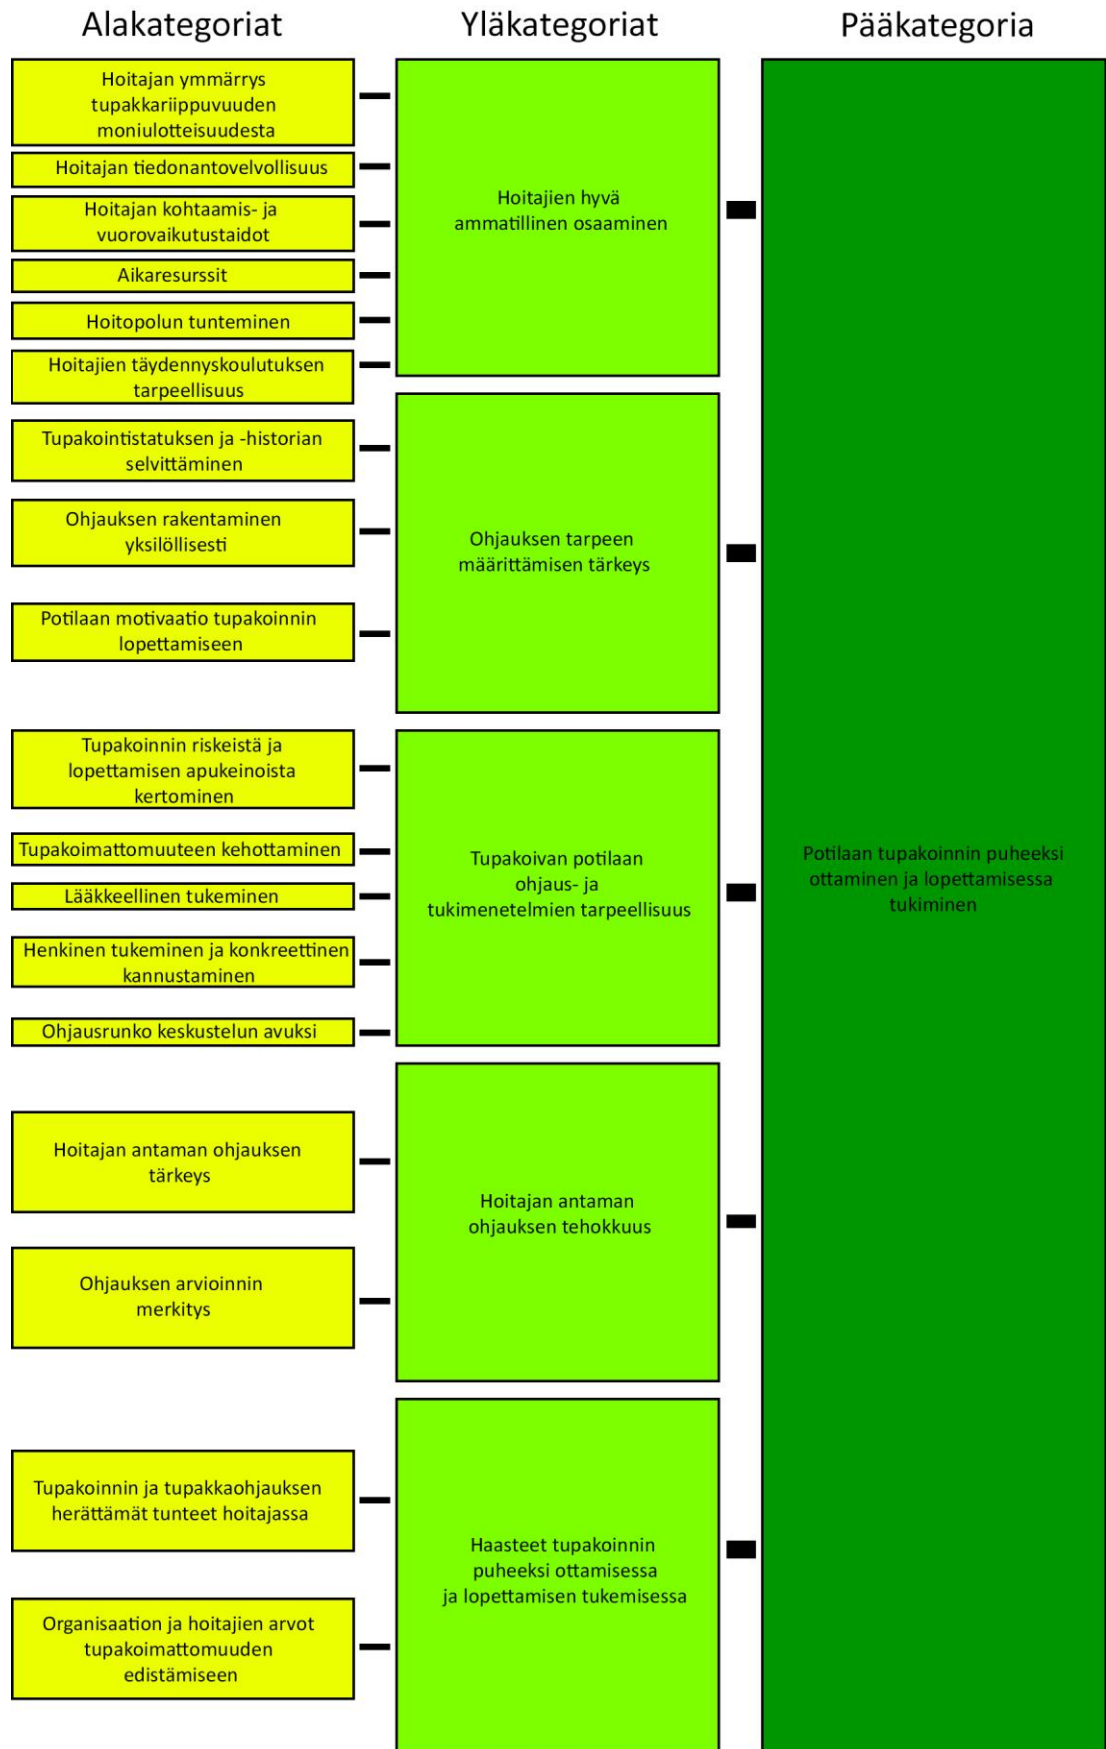 Alakategoriat
Yläkategoriat
Pääkategoria
Hoitajan ymmärrys
tupakkariippuvuuden
moniulotteisuudesta
Hoitajan tiedonantovelvollisuus
Hoitajan kohtaamis- ja
vuorovaikutustaidot
Aikaresurssit
Hoitopolun tunteminen
Hoitajien täydennyskoulutuksen
tarpeellisuus
Hoitajien hyvä
ammatillinen osaaminen
Tupakointistatuksen ja -historian
selvittäminen
Ohjauksen rakentaminen
yksilöllisesti
Potilaan motivaatio tupakoinnin
lopettamiseen
Ohjauksen tarpeen
määrittämisen tärkeys
Tupakoinnin riskeistä ja
lopettamisen apukeinoista
kertominen
Tupakoimattomuuteen kehottaminen
Lääkkeellinen tukeminen
Henkinen tukeminen ja konkreettinen
kannustaminen
Ohjausrunko keskustelun avuksi
Tupakoivan potilaan
ohjaus- ja
tukimenetelmien tarpeellisuus
Hoitajan antaman ohjauksen
tärkeys
Ohjauksen arvioinnin
merkitys
Hoitajan antaman
ohjauksen tehokkuus
Tupakoinnin ja tupakkaohjauksen
herättämät tunteet hoitajassa
Organisaation ja hoitajien arvot
tupakoimattomuuden
edistämiseen
Haasteet tupakoinnin
puheeksi ottamisessa
ja lopettamisen tukemisessa
Potilaan tupakoinnin puheeksi
ottaminen ja lopettamisessa
tukiminen